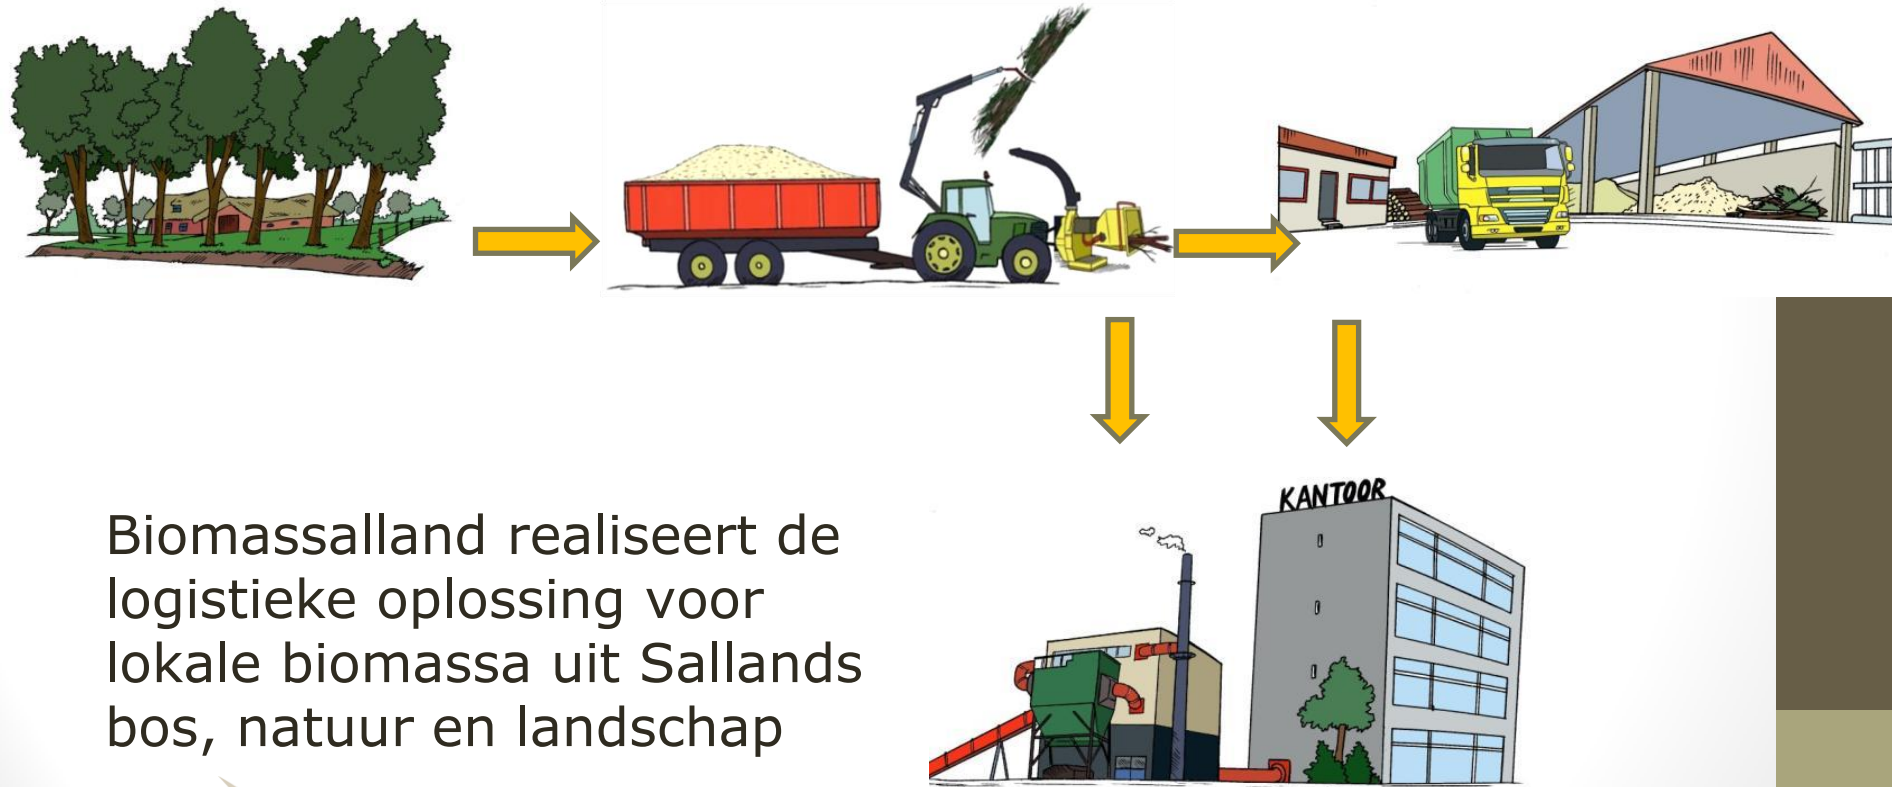 KANTOOR
Biomassalland realiseert de
logistieke oplossing voor
lokale biomassa uit Sallands
bos, natuur en landschap